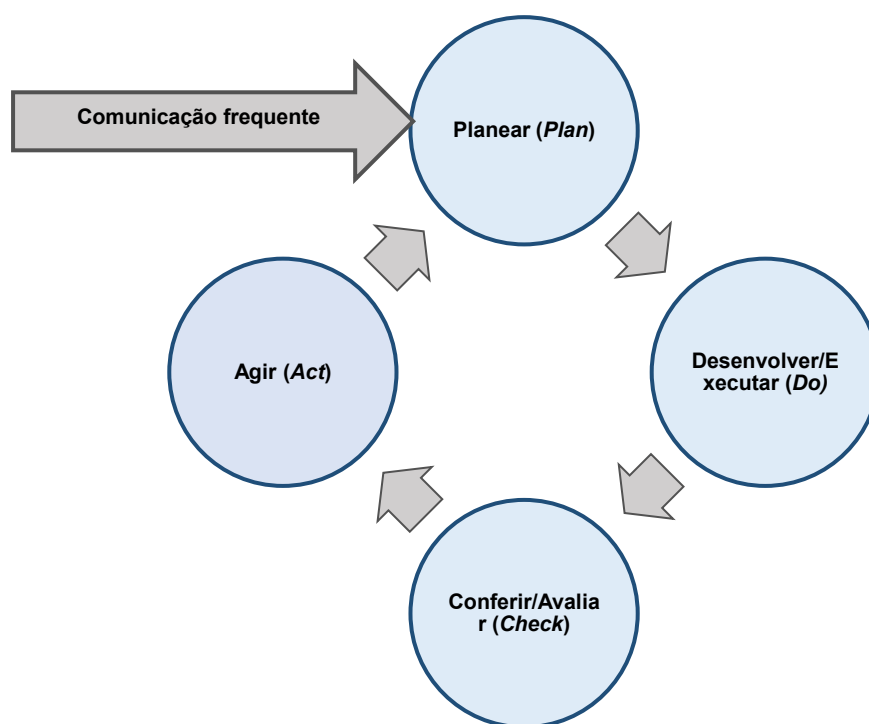 Comunicação frequente
Planear (Plan)
Desenvolver/E
xecutar (Do)
Agir (Act)
Conferir/Avalia
r (Check)